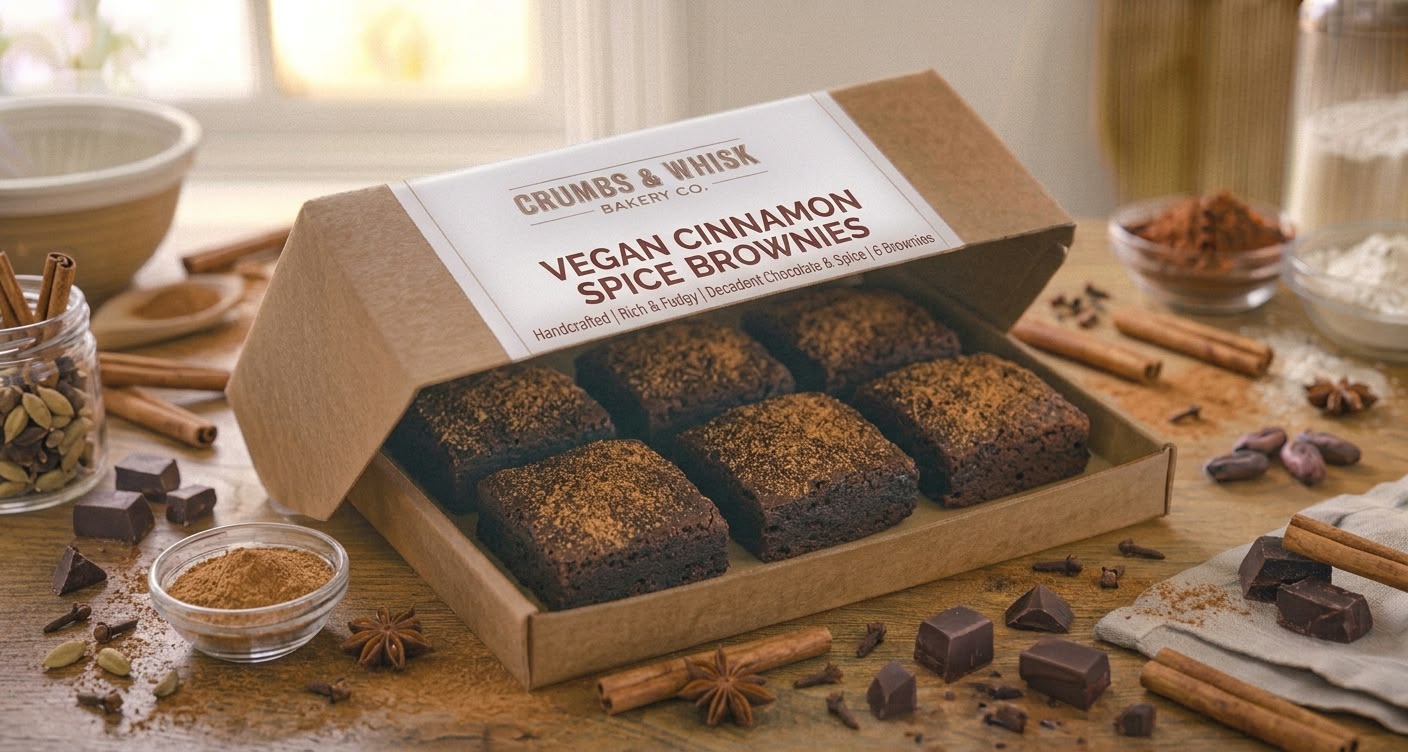 CRUMBS & WHISK
BAKERY CO.
VEGAN CINNAMON
SPICE BROWNIES
Handcrafted | Rich & Fudgy | Decadent Chocolate & Spice | 6 Brownies